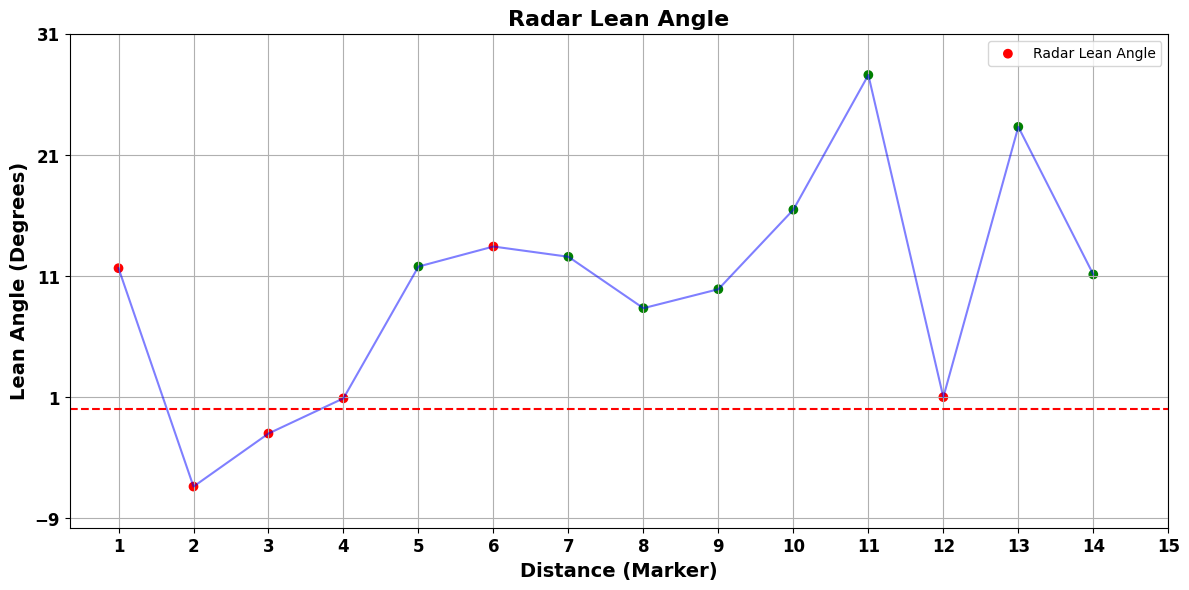 Radar Lean Angle
Radar Lean Angle
Lean Angle (Degrees)
31
21
11
1
−9
1 2 3 4 5 6 7 8 9 10 11 12 13 14 15
Distance (Marker)